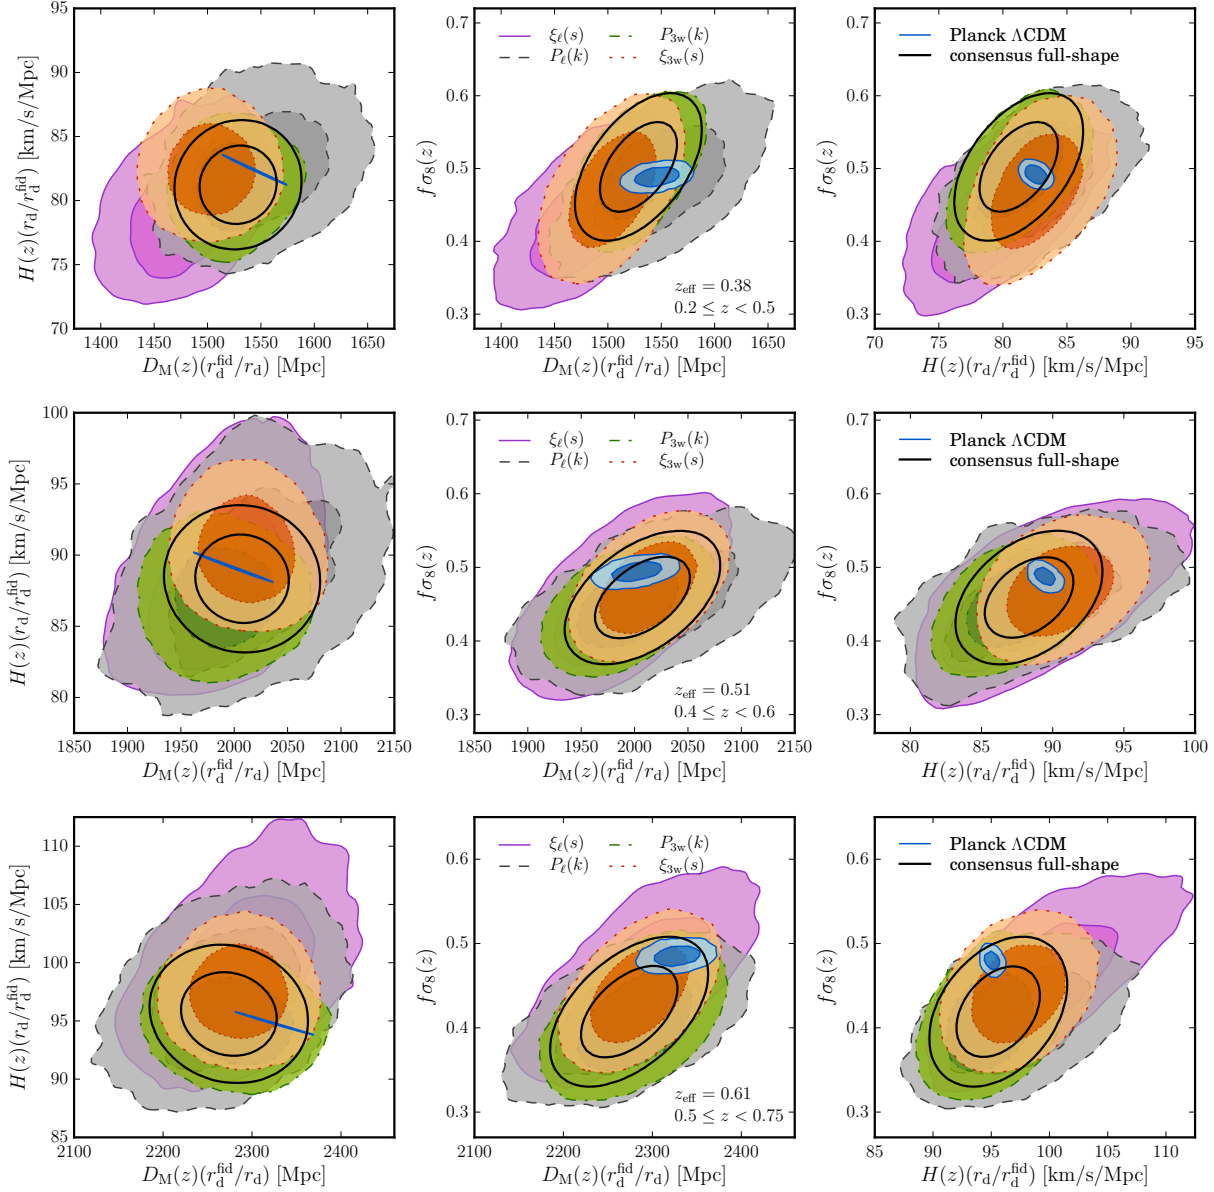 95
90
85
80
75
70
H(z)(r_d/r_d^fid) [km/s/Mpc]
1400 1450 1500 1550 1600 1650
D_M(z)(r_d^fid/r_d) [Mpc]
0.7
0.6
0.5
0.4
0.3
fσ_8(z)
ξ_ℓ(s) P_3w(k)
P_ℓ(k) ξ_3w(s)
z_eff = 0.38
0.2 ≤ z < 0.5
1400 1450 1500 1550 1600 1650
D_M(z)(r_d^fid/r_d) [Mpc]
0.7
0.6
0.5
0.4
0.3
fσ_8(z)
Planck ΛCDM
consensus full-shape
70 75 80 85 90 95
H(z)(r_d/r_d^fid) [km/s/Mpc]
100
95
90
85
80
H(z)(r_d/r_d^fid) [km/s/Mpc]
1850 1900 1950 2000 2050 2100 2150
D_M(z)(r_d^fid/r_d) [Mpc]
0.7
0.6
0.5
0.4
0.3
fσ_8(z)
ξ_ℓ(s) P_3w(k)
P_ℓ(k) ξ_3w(s)
z_eff = 0.51
0.4 ≤ z < 0.6
1850 1900 1950 2000 2050 2100 2150
D_M(z)(r_d^fid/r_d) [Mpc]
0.7
0.6
0.5
0.4
0.3
fσ_8(z)
Planck ΛCDM
consensus full-shape
80 85 90 95 100
H(z)(r_d/r_d^fid) [km/s/Mpc]
110
105
100
95
90
85
H(z)(r_d/r_d^fid) [km/s/Mpc]
2100 2200 2300 2400
D_M(z)(r_d^fid/r_d) [Mpc]
0.6
0.5
0.4
0.3
fσ_8(z)
ξ_ℓ(s) P_3w(k)
P_ℓ(k) ξ_3w(s)
z_eff = 0.61
0.5 ≤ z < 0.75
2100 2200 2300 2400
D_M(z)(r_d^fid/r_d) [Mpc]
0.6
0.5
0.4
0.3
fσ_8(z)
Planck ΛCDM
consensus full-shape
85 90 95 100 105 110
H(z)(r_d/r_d^fid) [km/s/Mpc]